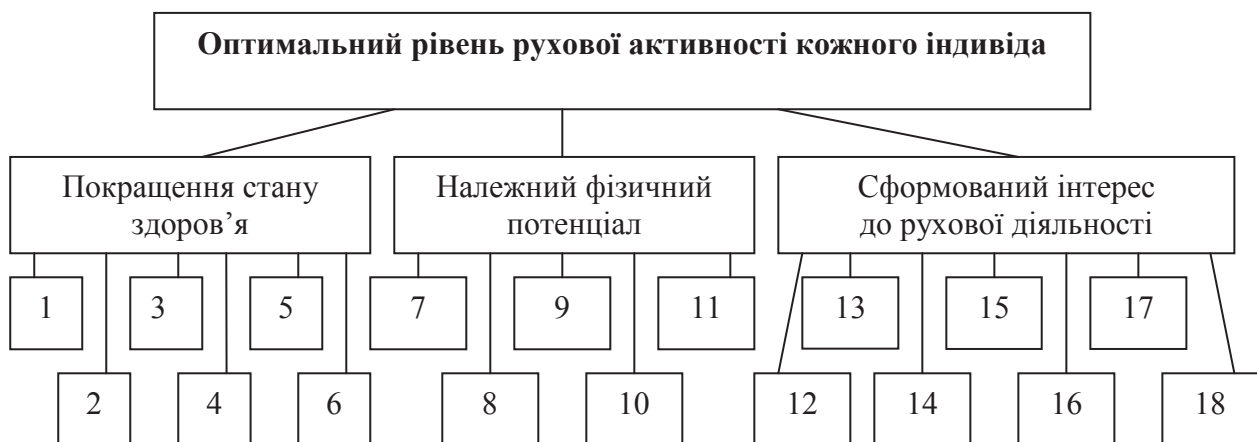 Оптимальний рівень рухової активності кожного індивіда
Покращення стану
здоров’я
Належний фізичний
потенціал
Сформований інтерес
до рухової діяльності
1
3
5
7
9
11
13
15
17
2
4
6
8
10
12
14
16
18